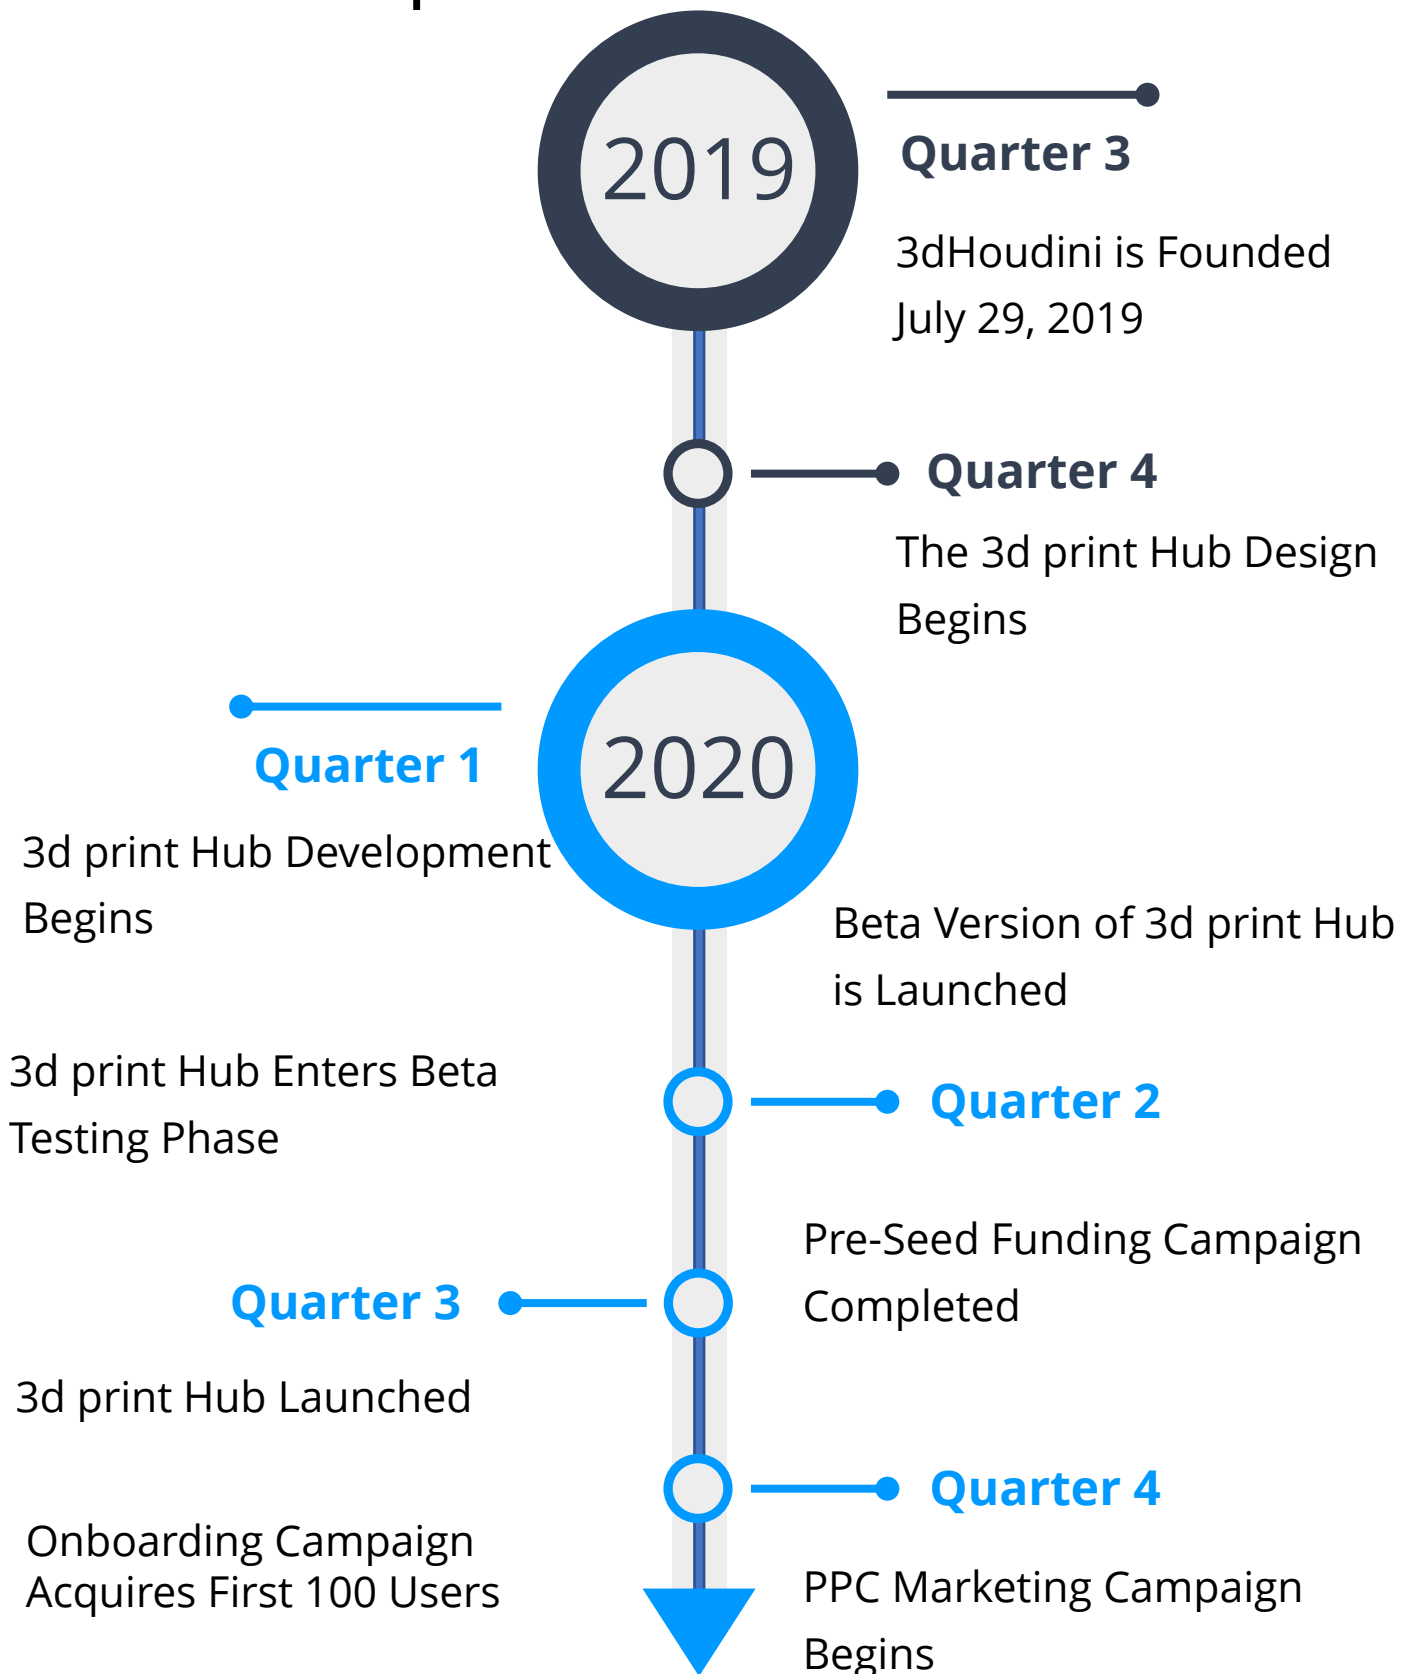 2019
Quarter 3
3dHoudini is Founded
July 29, 2019
Quarter 4
The 3d print Hub Design
Begins
2020
Quarter 1
3d print Hub Development
Begins
Beta Version of 3d print Hub
is Launched
3d print Hub Enters Beta
Testing Phase
Quarter 2
Pre-Seed Funding Campaign
Completed
Quarter 3
3d print Hub Launched
Quarter 4
Onboarding Campaign
Acquires First 100 Users
PPC Marketing Campaign
Begins